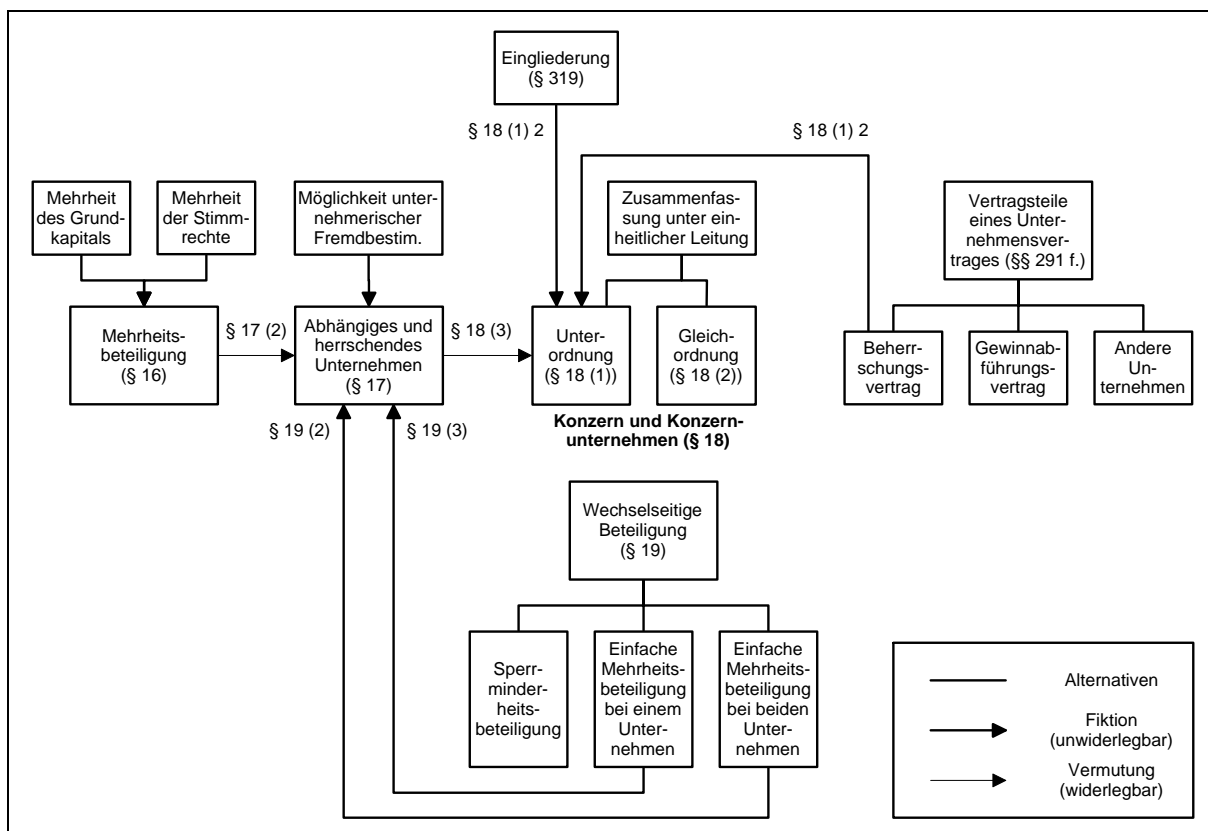 Eingliederung
(§ 319)
§ 18 (1) 2
§ 18 (1) 2
Mehrheit
des Grund-
kapitals
Mehrheit
der Stimm-
rechte
Möglichkeit unter-
nehmerischer
Fremdbestim.
Zusammenfas-
sung unter ein-
heitlicher Leitung
Vertragsteile
eines Unter-
nehmensver-
trages (§§ 291 f.)
Mehrheits-
beteiligung
(§ 16)
§ 17 (2)
Abhängiges und
herrschendes
Unternehmen
(§ 17)
§ 18 (3)
Unter-
ordnung
(§ 18 (1))
Gleich-
ordnung
(§ 18 (2))
Beherr-
schungs-
vertrag
Gewinnab-
führungs-
vertrag
Andere
Un-
ternehmen
§ 19 (2)
§ 19 (3)
Konzern und Konzern-
unternehmen (§ 18)
Wechselseitige
Beteiligung
(§ 19)
Sperr-
minder-
heits-
beteiligung
Einfache
Mehrheits-
beteiligung
bei einem
Unter-
nehmen
Einfache
Mehrheits-
beteiligung
bei beiden
Unter-
nehmen
Alternativen
Fiktion
(unwiderlegbar)
Vermutung
(widerlegbar)